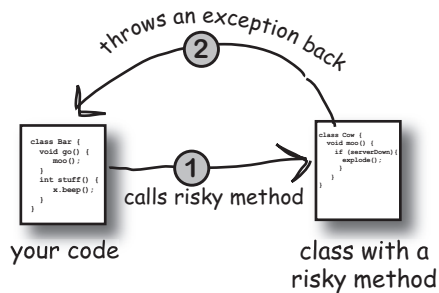 throws an exception back
2
class Bar {
void go() {
moo();
}
int stuff() {
x.beep();
}
}
1
calls risky method
class Cow {
void moo() {
if (serverDown){
explode();
}
}
}
your code
class with a
risky method